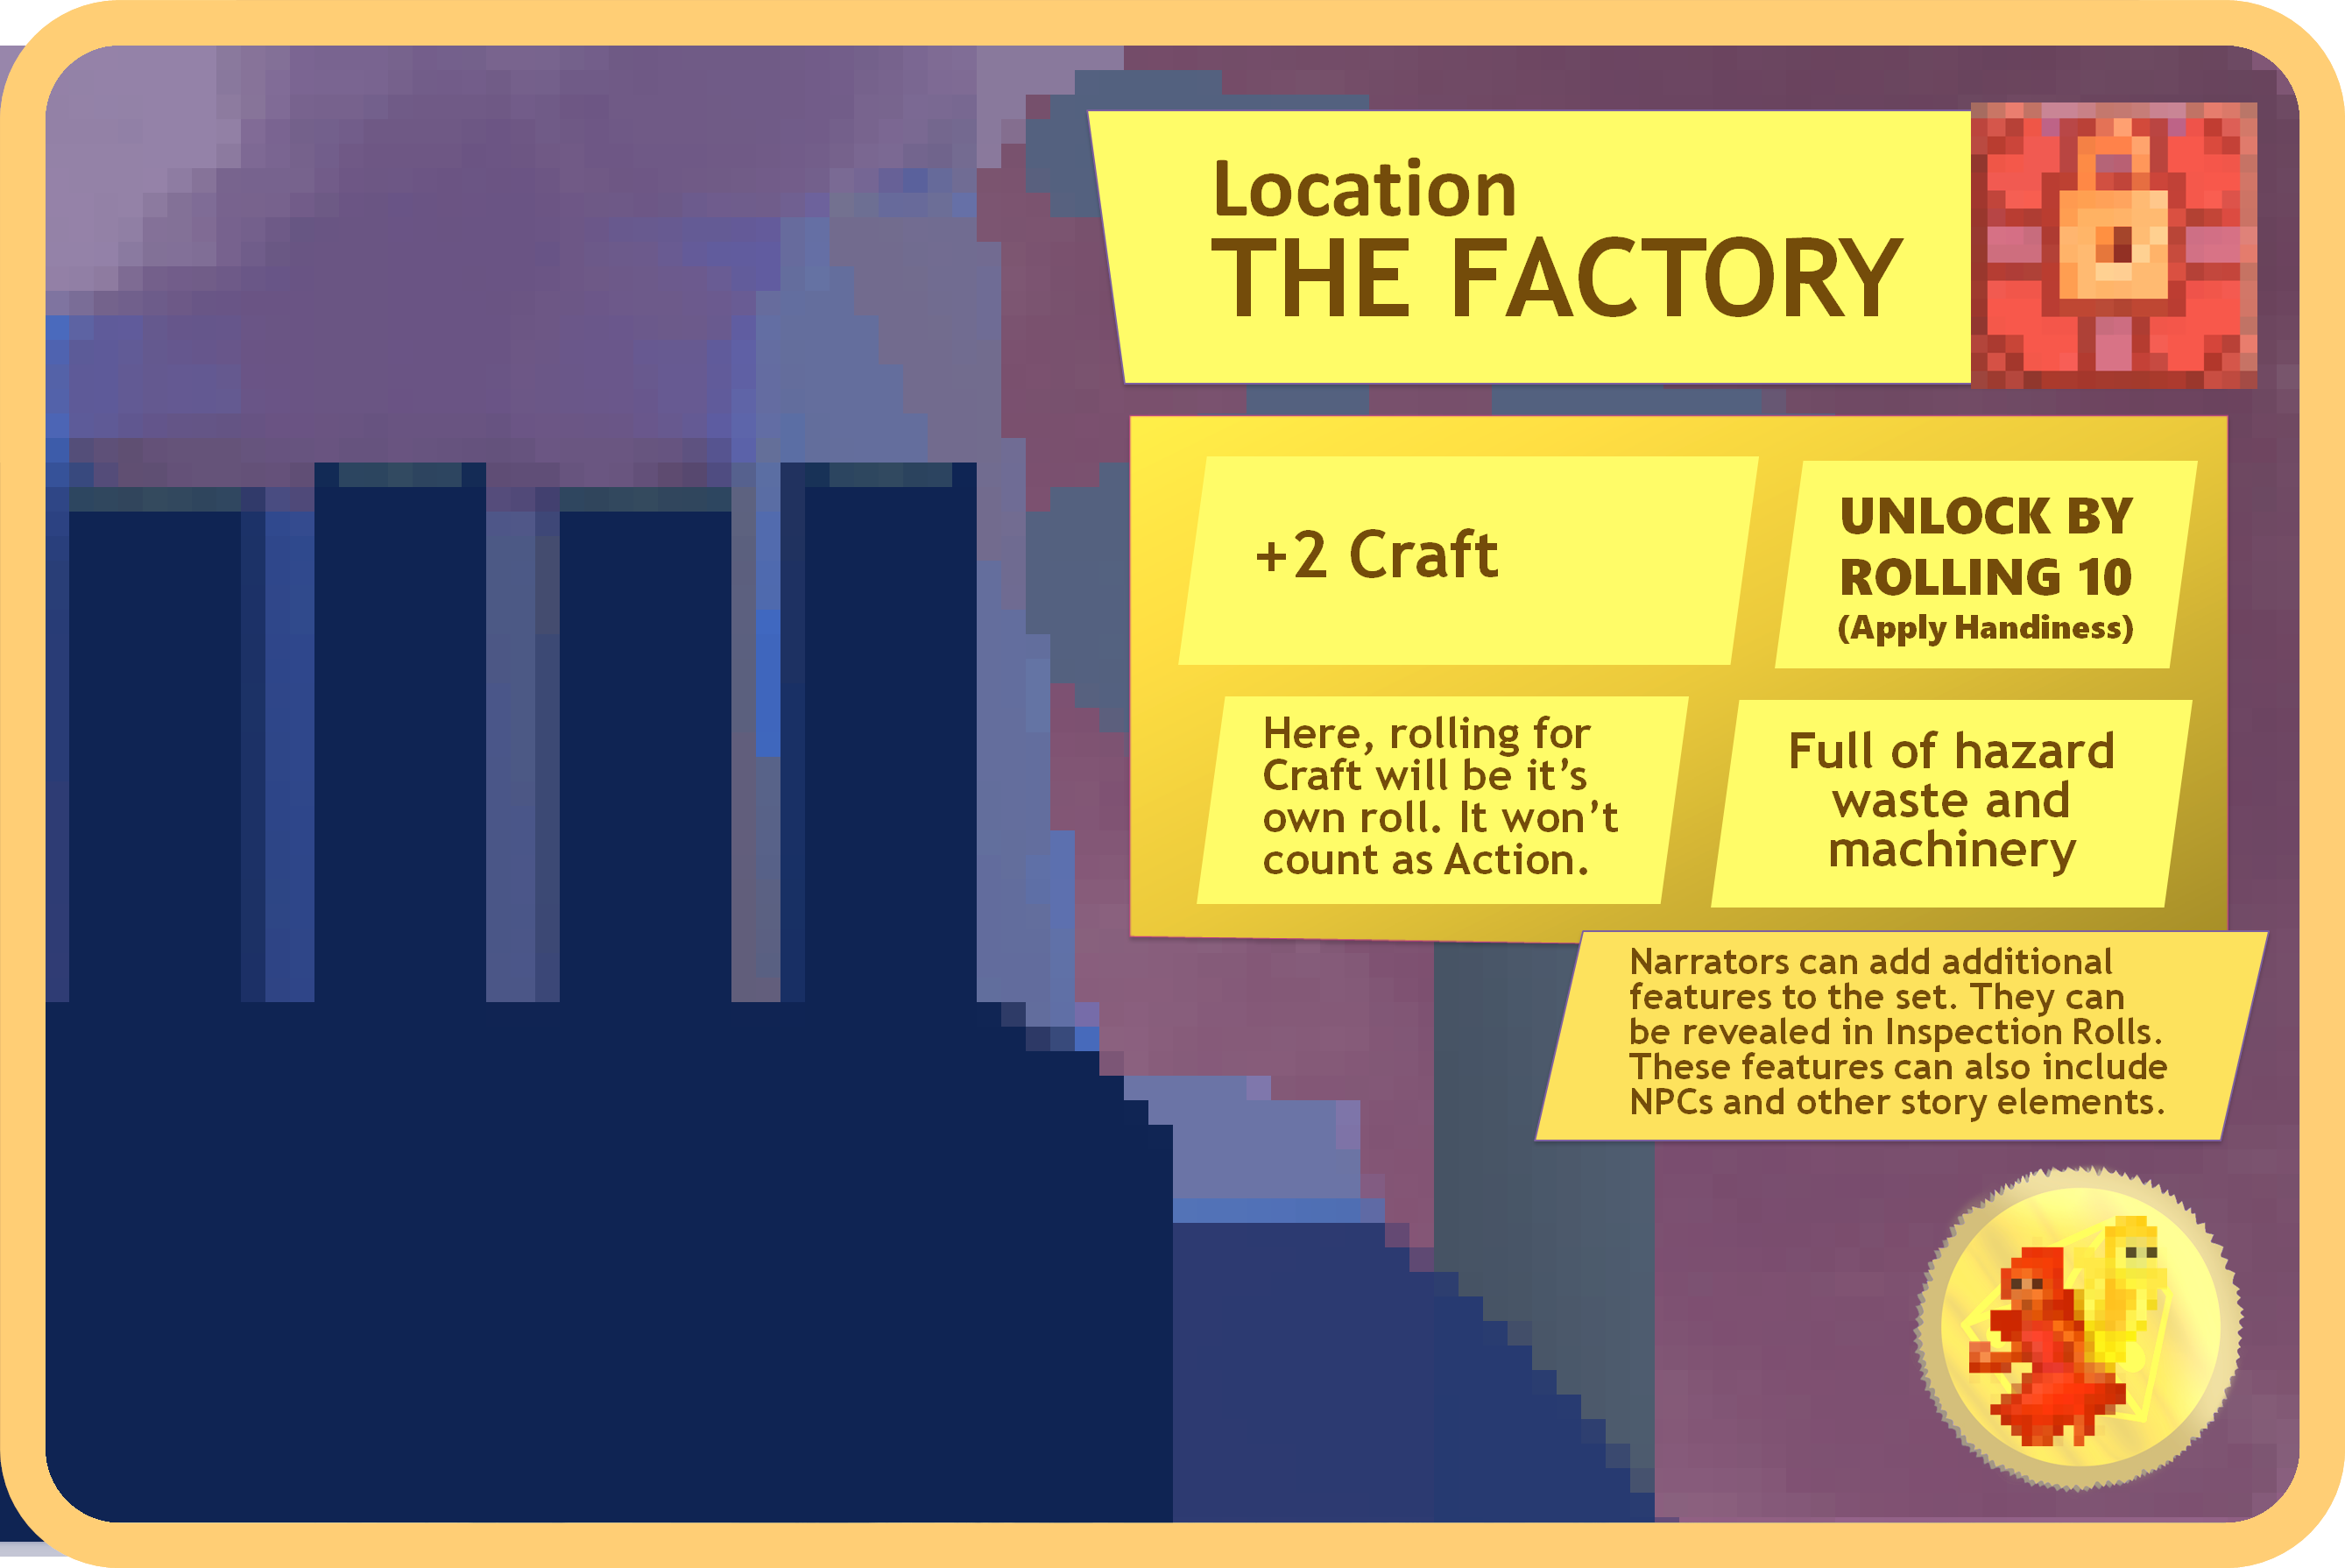 Location
THE FACTORY
+2 Craft
UNLOCK BY
ROLLING 10
(Apply Handiness)
Here, rolling for
Craft will be it’s
own roll. It won’t
count as Action.
Full of hazard
waste and
machinery
Narrators can add additional
features to the set. They can
be revealed in Inspection Rolls.
These features can also include
NPCs and other story elements.